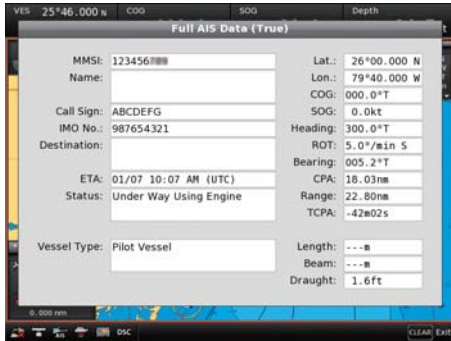 VES 25°46.000 N COG SOG Depth
Full AIS Data (True)
MMSI: 123456
Name:
Call Sign: ABCDEFG
IMO No.: 987654321
Destination:
ETA: 01/07 10:07 AM (UTC)
Status: Under Way Using Engine
Vessel Type: Pilot Vessel
Lat.: 26°00.000 N
Lon.: 79°40.000 W
COG: 000.0°T
SOG: 0.0kt
Heading: 300.0°T
ROT: 5.0°/min S
Bearing: 005.2°T
CPA: 18.03nm
Range: 22.80nm
TCPA: -42m02s
Length: ---m
Beam: ---m
Draught: 1.6ft
0.000 nm
AIS DSC CLEAR Exit